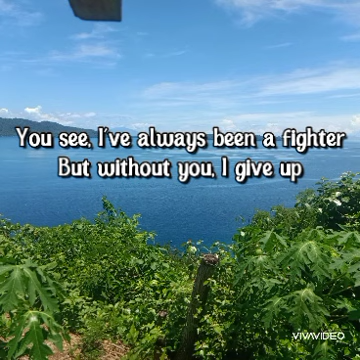 You see, I've always been a fighter
But without you, I give up
VIVAVIDEO